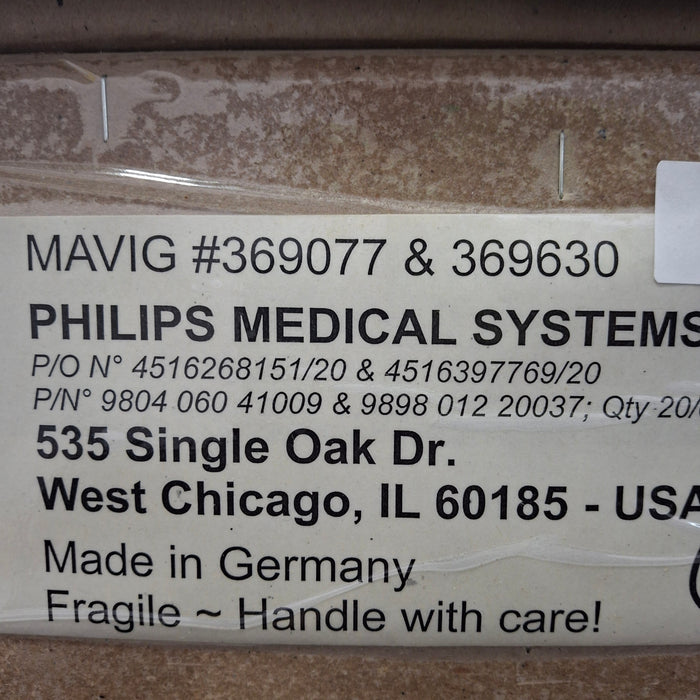 MAVIG #369077 & 369630
PHILIPS MEDICAL SYSTEMS
P/O N° 4516268151/20 & 4516397769/20
P/N° 9804 060 41009 & 9898 012 20037; Qty 20/
535 Single Oak Dr.
West Chicago, IL 60185 - USA
Made in Germany
Fragile ~ Handle with care!